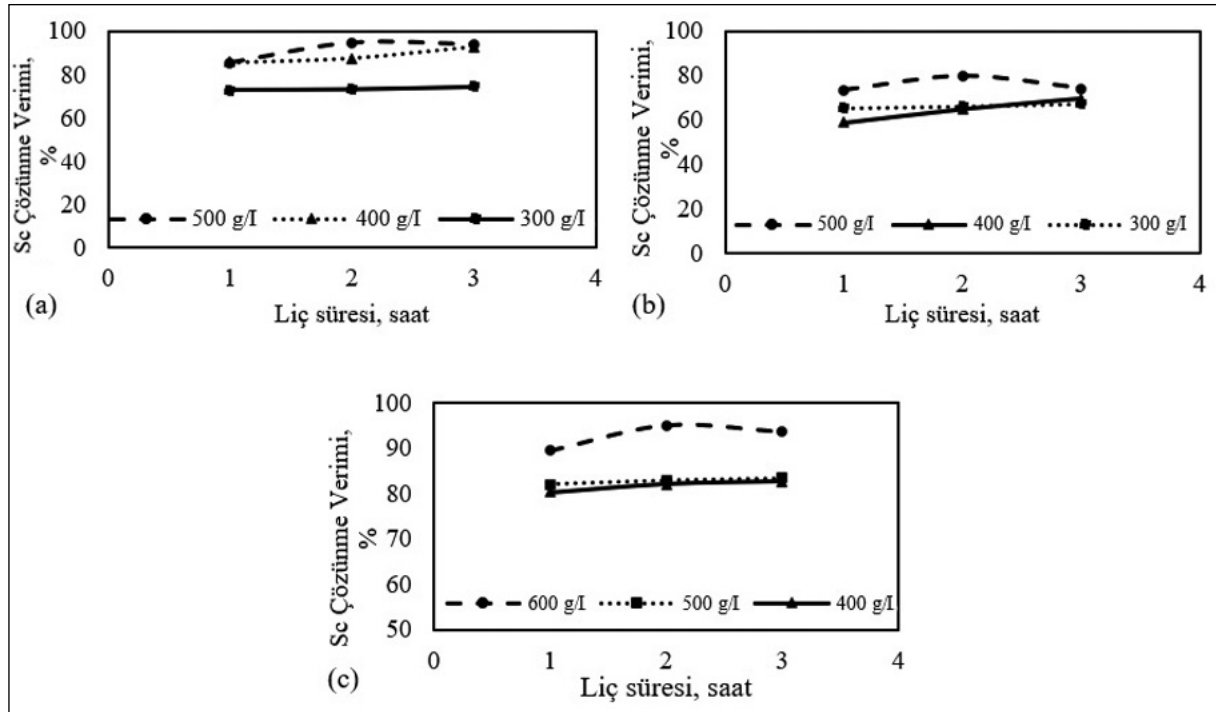 100
80
60
40
20
0
Sc Çözünme Verimi,
%
500 g/I 400 g/I 300 g/I
0 1 2 3 4
(a)
Liç süresi, saat
100
80
60
40
20
0
Sc Çözünme Verimi,
%
500 g/I 400 g/I 300 g/I
0 1 2 3 4
(b)
Liç süresi, saat
100
90
80
70
60
50
Sc Çözünme Verimi,
%
600 g/I 500 g/I 400 g/I
0 1 2 3 4
(c)
Liç süresi, saat